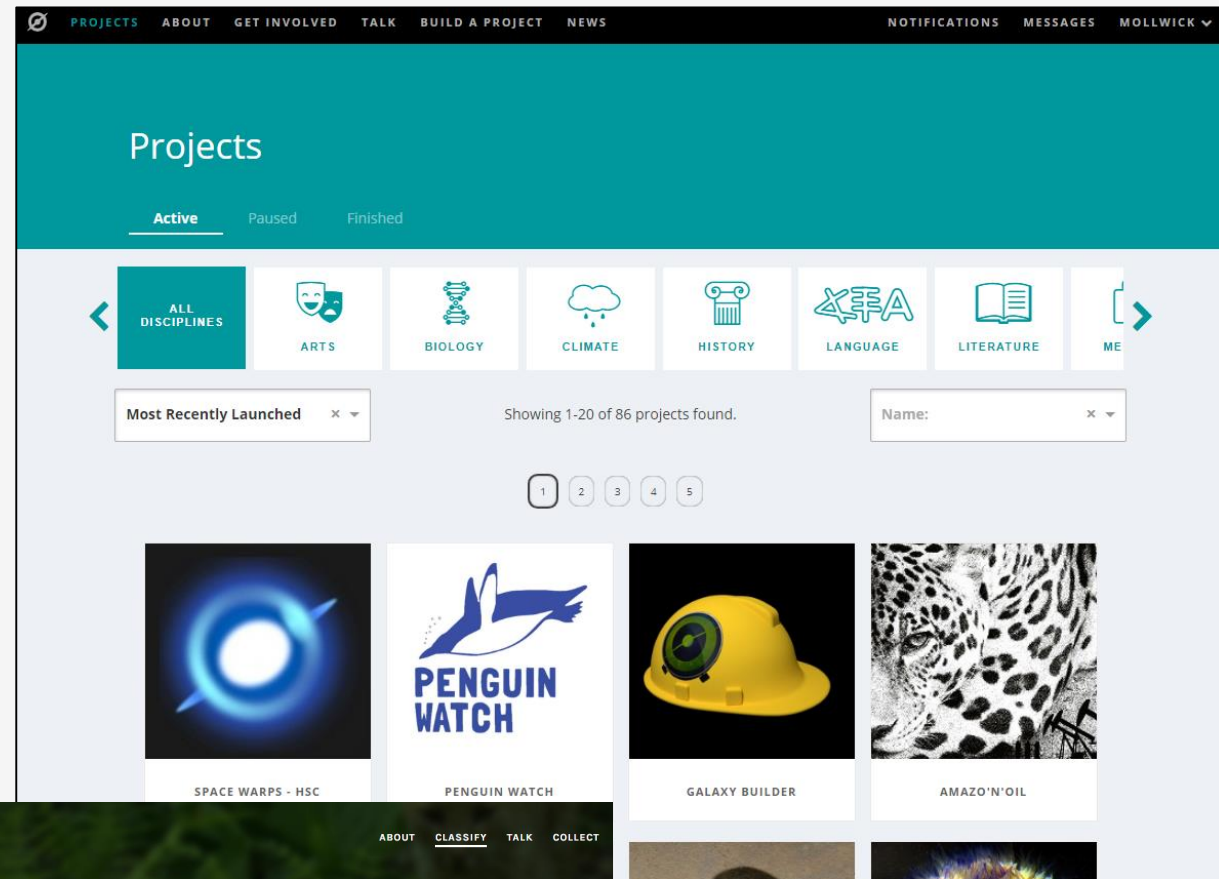 PROJECTS ABOUT GET INVOLVED TALK BUILD A PROJECT NEWS NOTIFICATIONS MESSAGES MOLLWICK
Projects
Active Paused Finished
ALL
DISCIPLINES
ARTS BIOLOGY CLIMATE HISTORY LANGUAGE LITERATURE ME
Most Recently Launched × Showing 1-20 of 86 projects found. Name: ×
1 2 3 4 5
PENGUIN
WATCH
SPACE WARPS - HSC PENGUIN WATCH GALAXY BUILDER AMAZO'N'OIL
ABOUT CLASSIFY TALK COLLECT